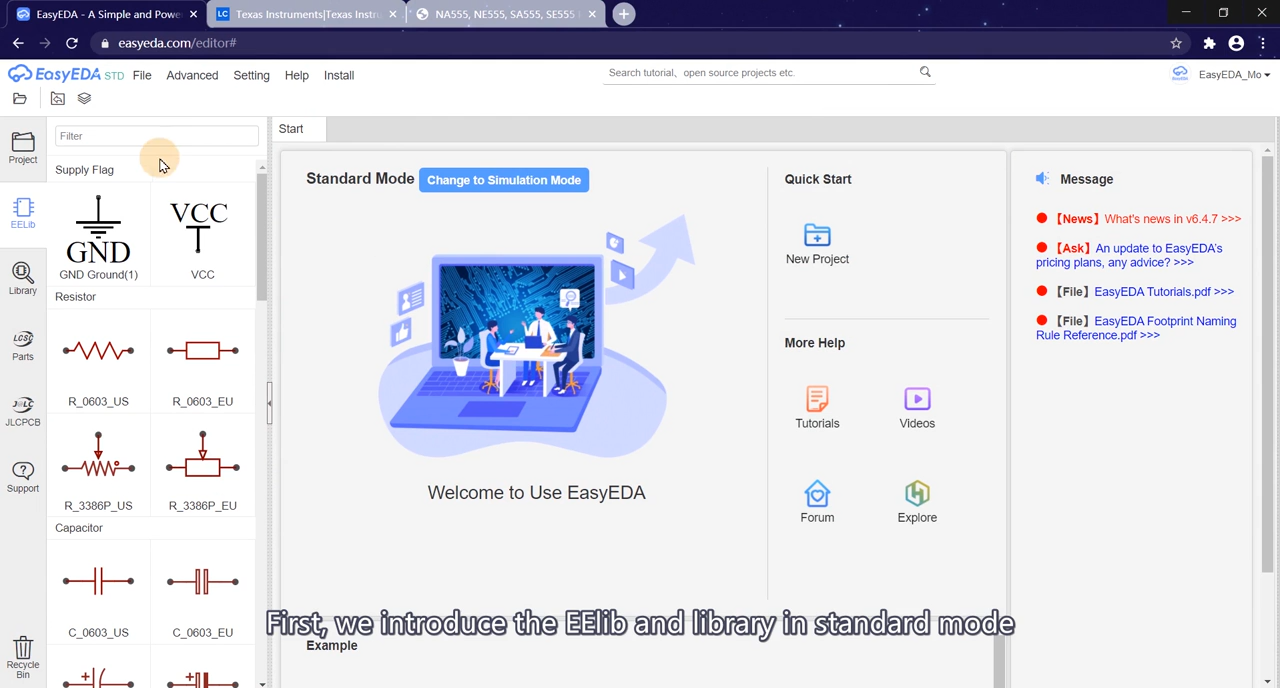 EasyEDA - A Simple and Powe
Texas Instruments|Texas Instru
NA555, NE555, SA555, SE555
easyeda.com/editor#
EasyEDA STD File Advanced Setting Help Install
Search tutorial、open source projects etc.
EasyEDA_Mo
Project
EELib
Library
LCSC
Parts
JLC
JLCPCB
Support
Recycle
Bin
Filter
Supply Flag
GND
GND Ground(1)
VCC
VCC
Resistor
R_0603_US
R_0603_EU
R_3386P_US
R_3386P_EU
Capacitor
C_0603_US
C_0603_EU
Start
Standard Mode Change to Simulation Mode
Welcome to Use EasyEDA
Quick Start
New Project
More Help
Tutorials
Videos
Forum
Explore
Message
【News】What's news in v6.4.7 >>>
【Ask】An update to EasyEDA's
pricing plans, any advice? >>>
【File】EasyEDA Tutorials.pdf >>>
【File】EasyEDA Footprint Naming
Rule Reference.pdf >>>
First, we introduce the EElib and library in standard mode
Example